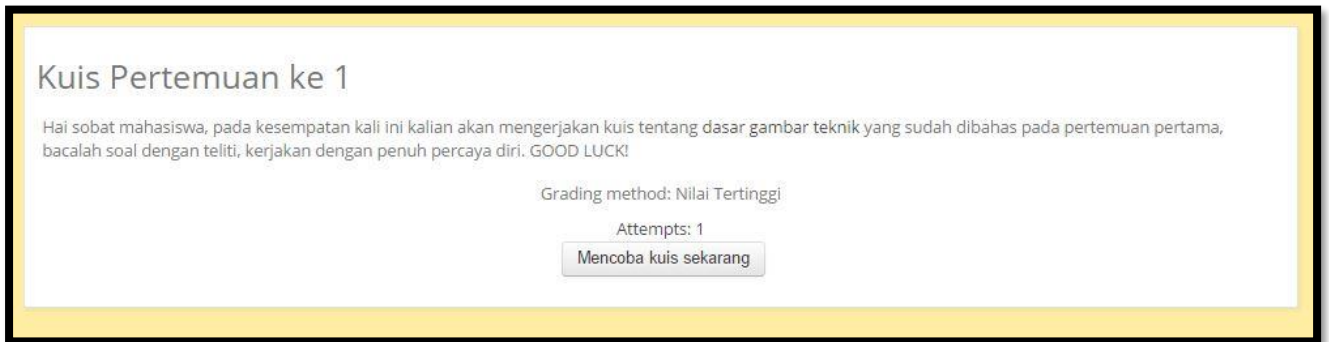 Kuis Pertemuan ke 1
Hai sobat mahasiswa, pada kesempatan kali ini kalian akan mengerjakan kuis tentang dasar gambar teknik yang sudah dibahas pada pertemuan pertama,
bacalah soal dengan teliti, kerjakan dengan penuh percaya diri. GOOD LUCK!
Grading method: Nilai Tertinggi
Attempts: 1
Mencoba kuis sekarang